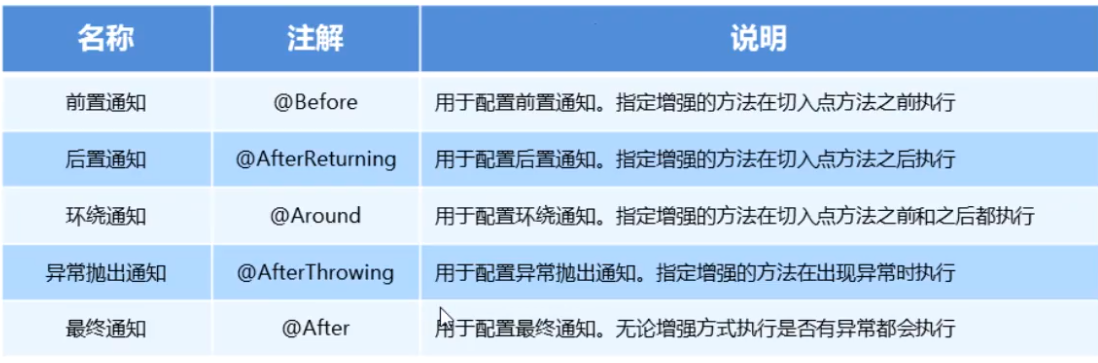 名称 注解 说明
前置通知 @Before 用于配置前置通知。指定增强的方法在切入点方法之前执行
后置通知 @AfterReturning 用于配置后置通知。指定增强的方法在切入点方法之后执行
环绕通知 @Around 用于配置环绕通知。指定增强的方法在切入点方法之前和之后都执行
异常抛出通知 @AfterThrowing 用于配置异常抛出通知。指定增强的方法在出现异常时执行
最终通知 @After 用于配置最终通知。无论增强方式执行是否有异常都会执行